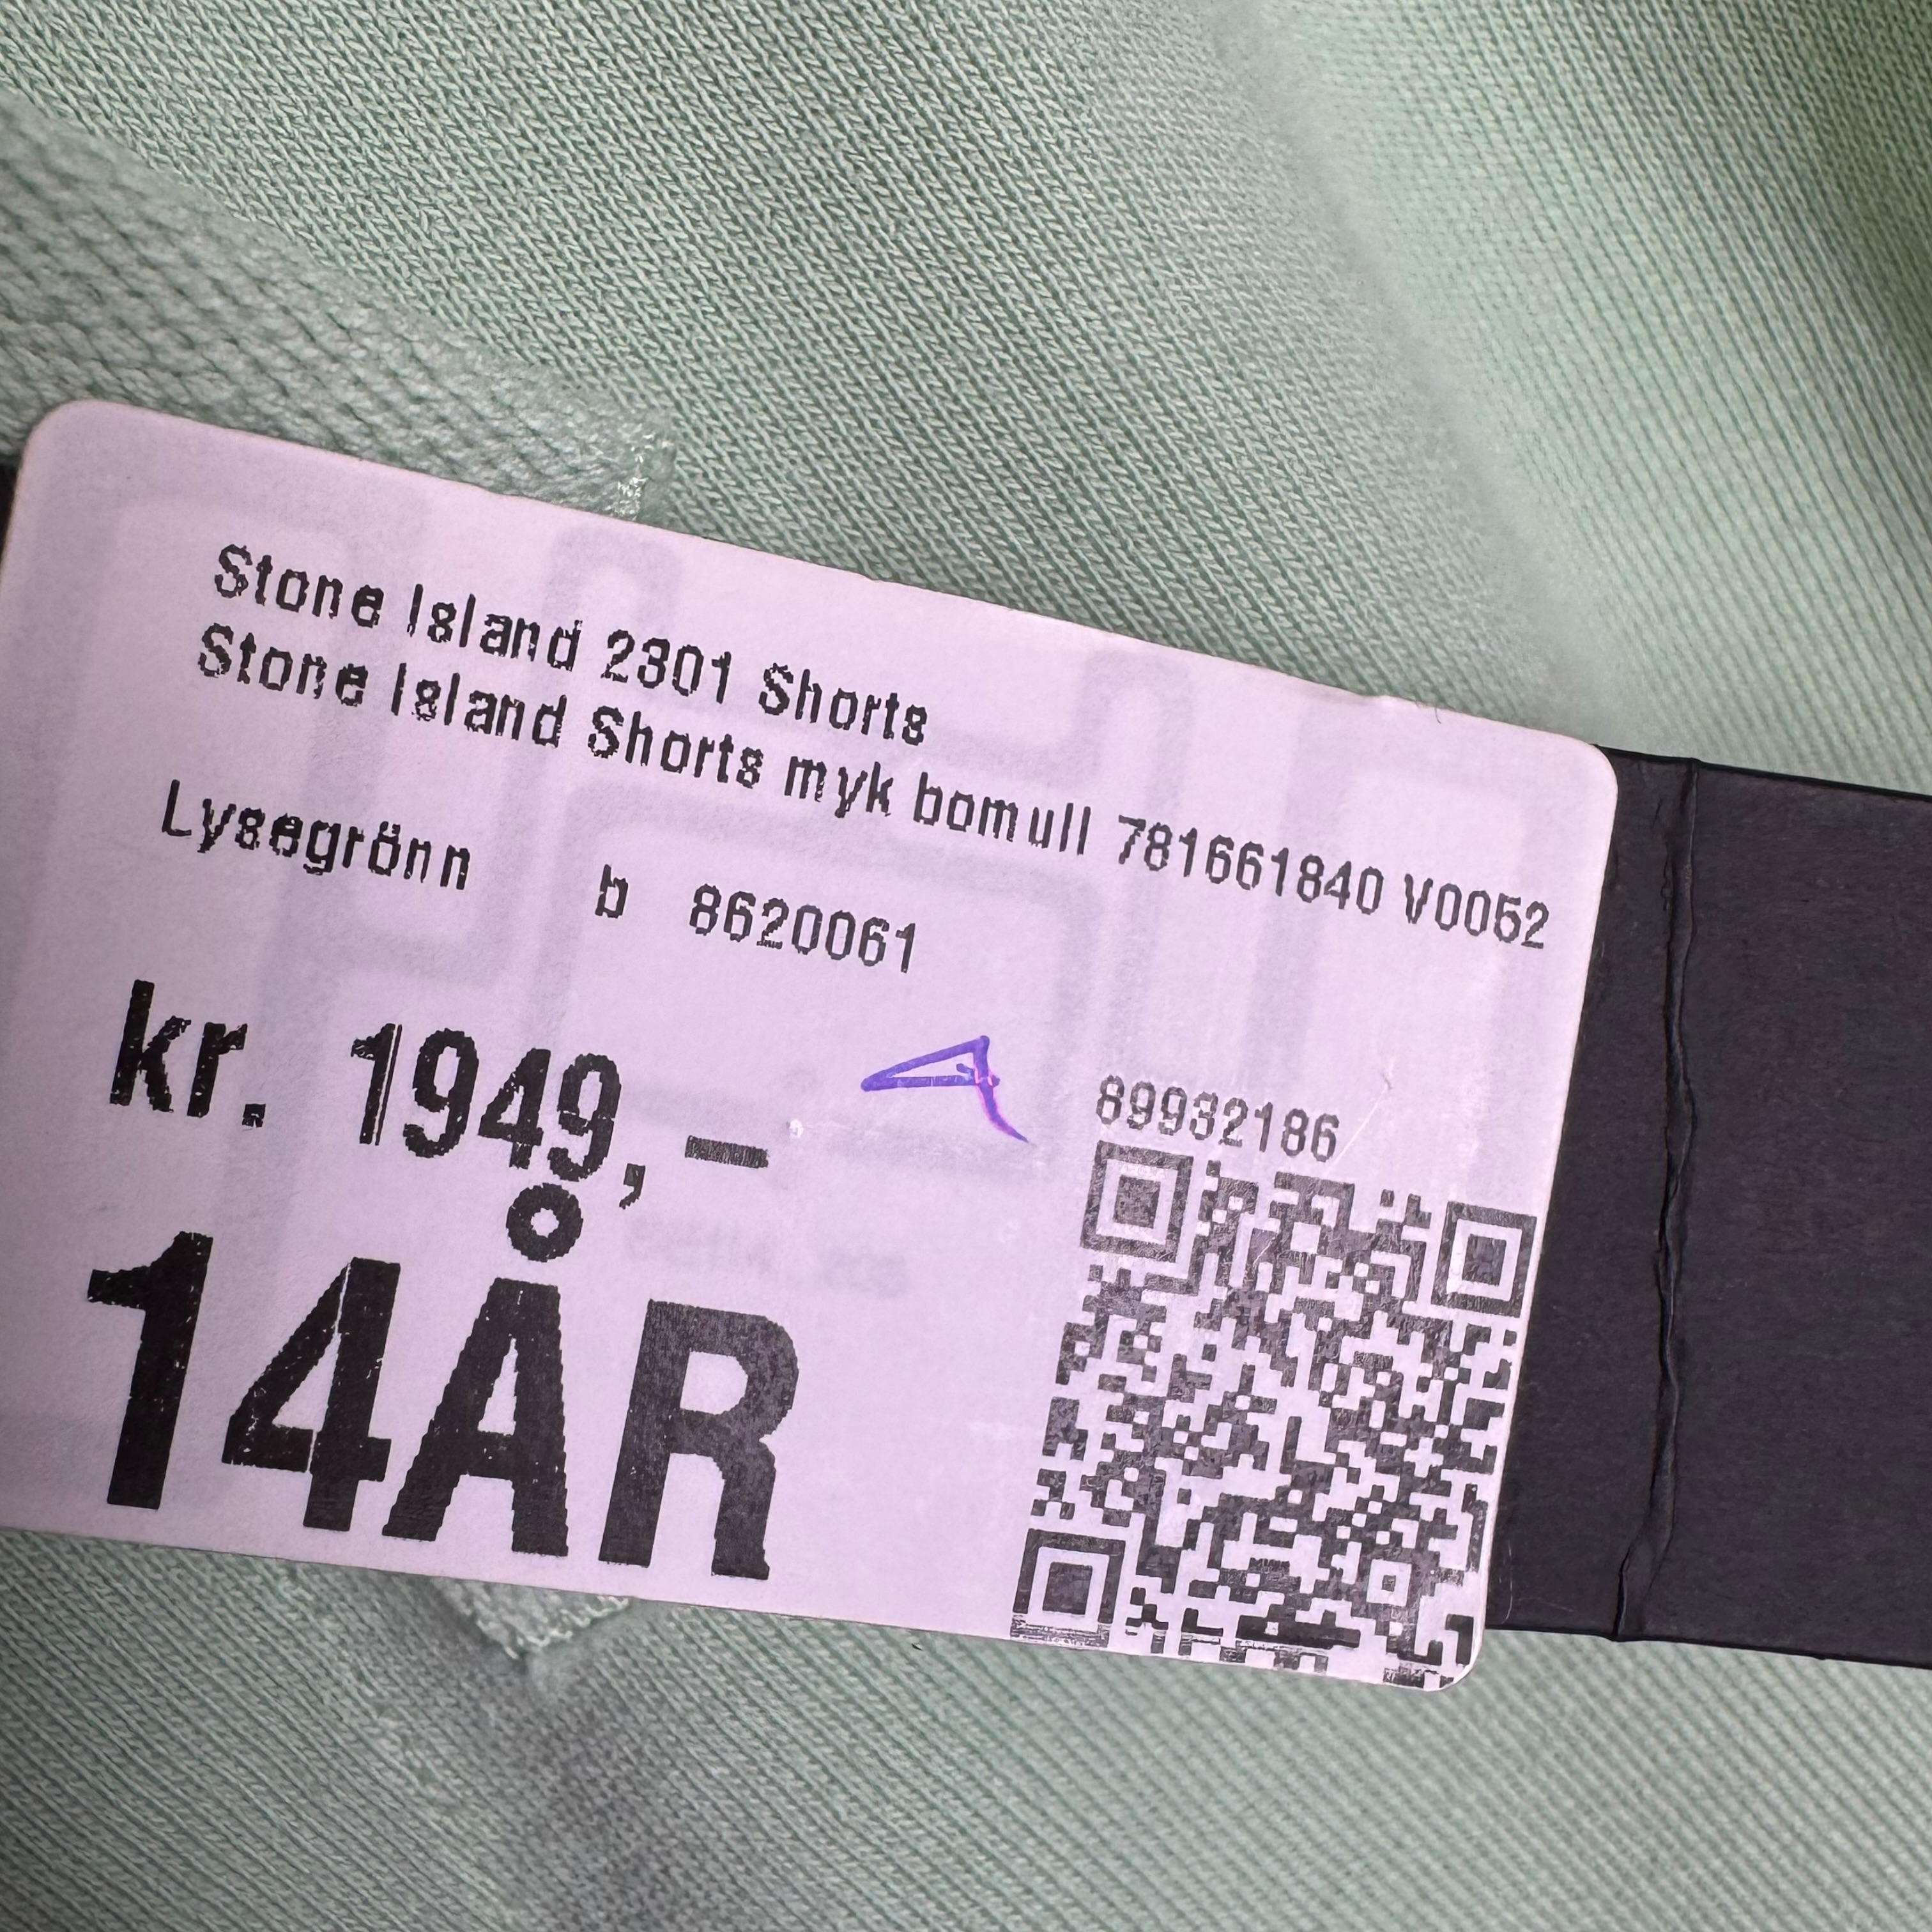 Stone Island 2301 Shorts
Stone Island Shorts myk bomull 781661840 V0052
Lysegrönn b 8620061
kr. 1949,-
89932186
14ÅR